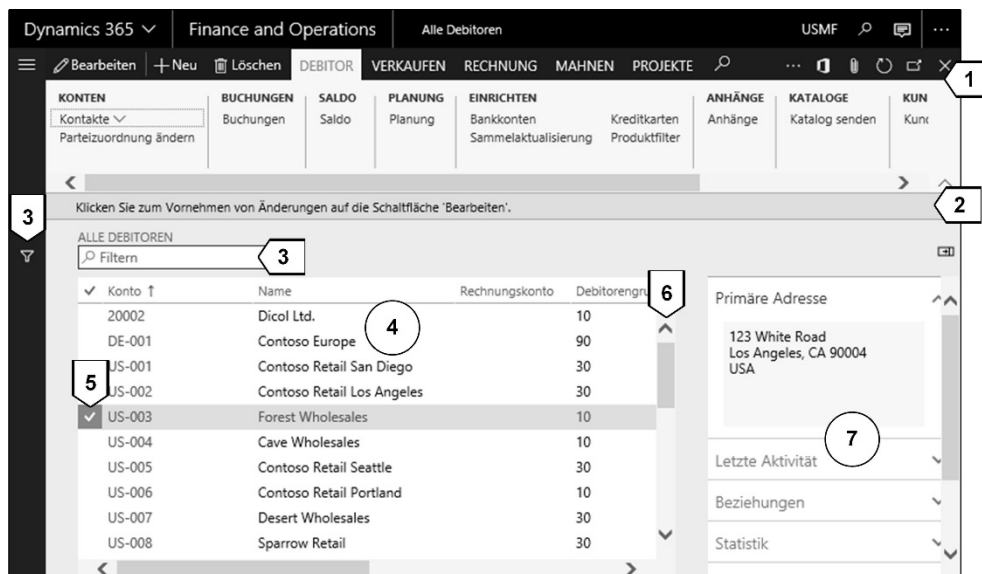 Dynamics 365 Finance and Operations Alle Debitoren USMF ...
Bearbeiten + Neu Löschen DEBITOR VERKAUFEN RECHNUNG MAHNEN PROJEKTE ...
1
KONTEN BUCHUNGEN SALDO PLANUNG EINRICHTEN ANHÄNGE KATALOGE KUN
Kontakte Buchungen Saldo Planung Bankkonten Kreditkarten Anhänge Katalog senden
Parteizuordnung ändern Sammelaktualisierung Produktfilter
3 Klicken Sie zum Vornehmen von Änderungen auf die Schaltfläche 'Bearbeiten'. 2
ALLE DEBITOREN
Filtern 3
Konto ↑ Name Rechnungskonto 6
20002 Dicol Ltd. 10
DE-001 Contoso Europe 90
4
US-001 Contoso Retail San Diego 30
5
US-002 Contoso Retail Los Angeles 30
US-003 Forest Wholesales 10
US-004 Cave Wholesales 10
US-005 Contoso Retail Seattle 30
US-006 Contoso Retail Portland 10
US-007 Desert Wholesales 30
US-008 Sparrow Retail 30
Primäre Adresse
123 White Road
Los Angeles, CA 90004
USA
7
Letzte Aktivität
Beziehungen
Statistik